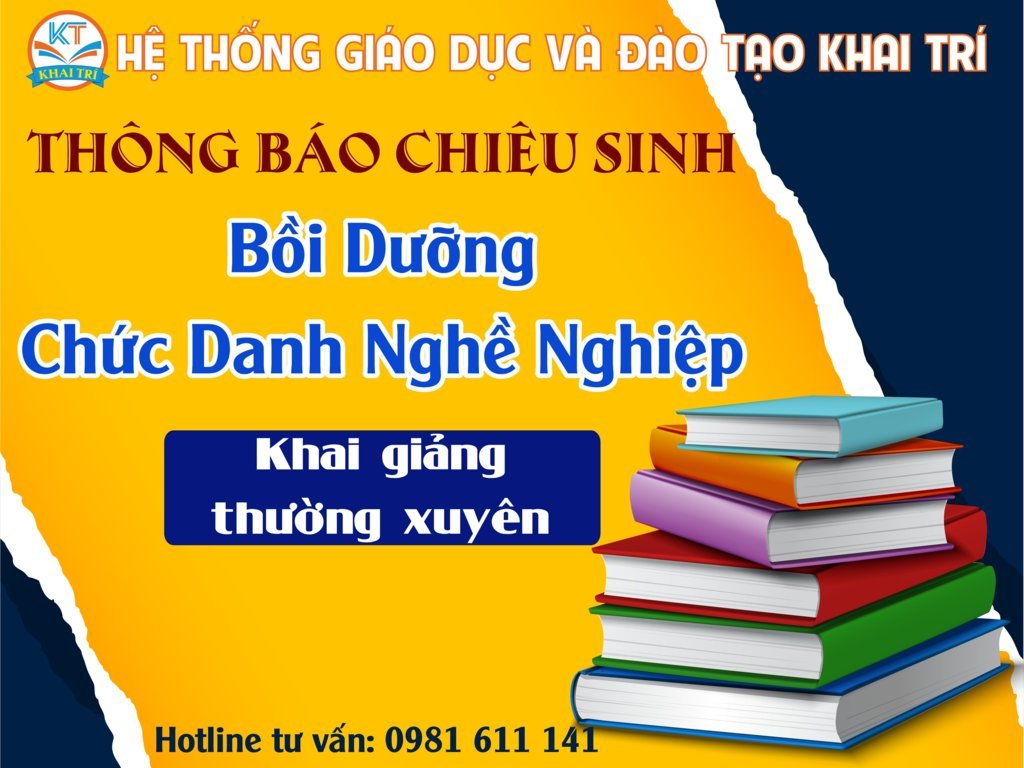 KT
KHAI TRI
HỆ THỐNG GIÁO DỤC VÀ ĐÀO TẠO KHAI TRÍ
THÔNG BÁO CHIÊU SINH
Bồi Dưỡng
Chức Danh Nghề Nghiệp
Khai giảng
thường xuyên
Hotline tư vấn: 0981 611 141